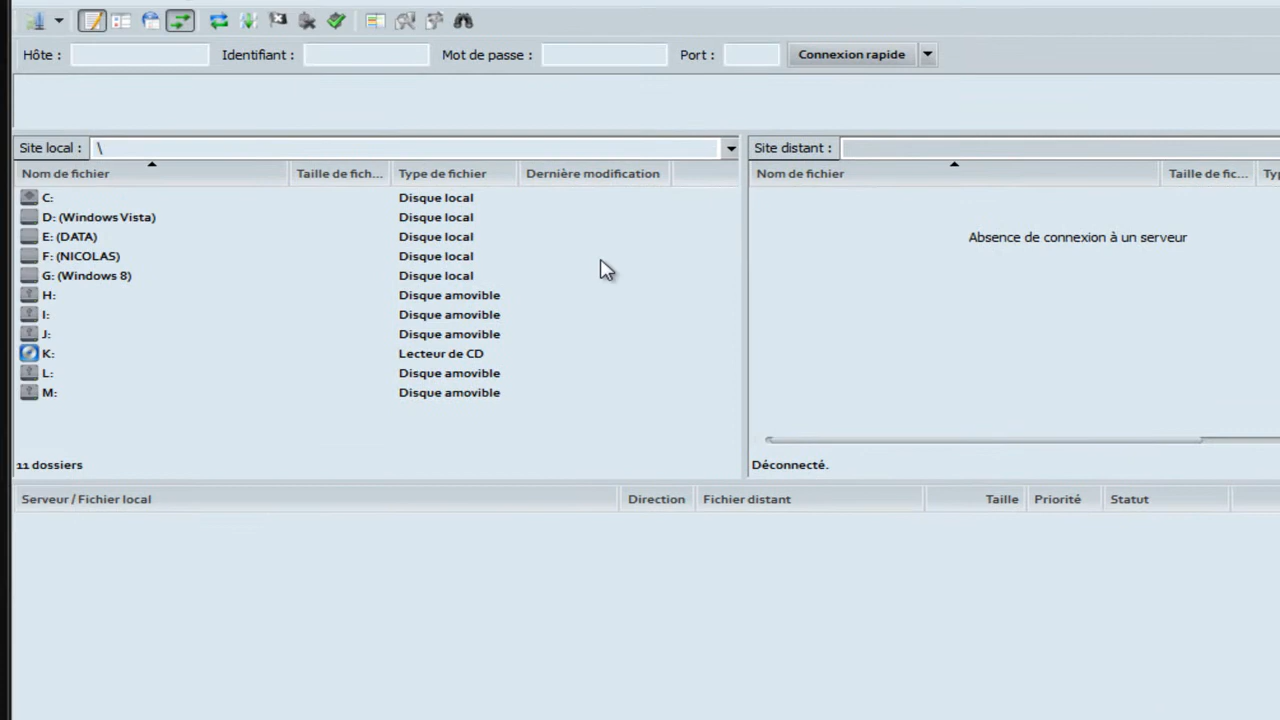 Hôte : Identifiant : Mot de passe : Port : Connexion rapide
Site local : \
Site distant :
Nom de fichier Taille de fich... Type de fichier Dernière modification
Nom de fichier Taille de fic... Typ
C: Disque local
D: (Windows Vista) Disque local
E: (DATA) Disque local
F: (NICOLAS) Disque local
G: (Windows 8) Disque local
H: Disque amovible
I: Disque amovible
J: Disque amovible
K: Lecteur de CD
L: Disque amovible
M: Disque amovible
Absence de connexion à un serveur
11 dossiers
Déconnecté.
Serveur / Fichier local Direction Fichier distant Taille Priorité Statut